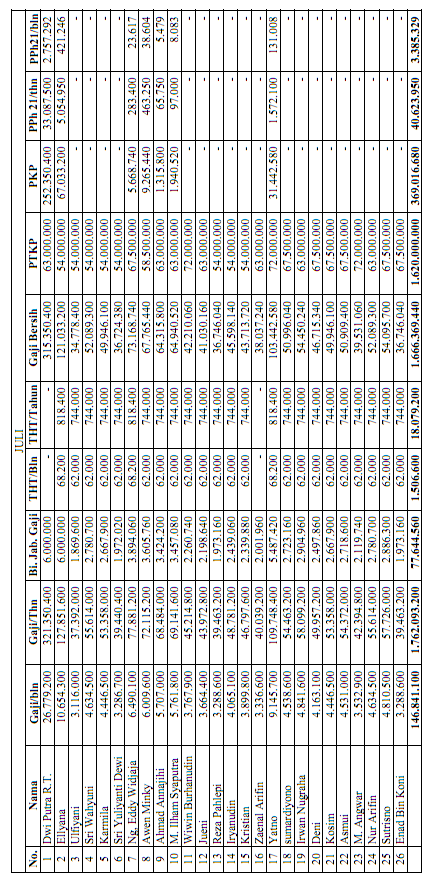 JULI
No. Nama Gaji/bln Gaji/Thn Bi. Jab. Gaji THT/Bln THT/Tahun Gaji Bersih PTKP PKP PPh 21/thn PPh21/bln
1 Dwi Putra R.T. 26.779.200 321.350.400 6.000.000 - - 315.350.400 63.000.000 252.350.400 33.087.500 2.757.292
2 Ellyana 10.654.300 127.851.600 6.000.000 68.200 818.400 121.033.200 54.000.000 67.033.200 5.054.950 421.246
3 Ulfiyani 3.116.000 37.392.000 1.869.600 62.000 744.000 34.778.400 54.000.000 - - -
4 Sri Wahyuni 4.634.500 55.614.000 2.780.700 62.000 744.000 52.089.300 54.000.000 - - -
5 Karmila 4.446.500 53.358.000 2.667.900 62.000 744.000 49.946.100 54.000.000 - - -
6 Sri Yuliyanti Dewi 3.286.700 39.440.400 1.972.020 62.000 744.000 36.724.380 54.000.000 - - -
7 Ng. Eddy Widjaja 6.490.100 77.881.200 3.894.060 68.200 818.400 73.168.740 67.500.000 5.668.740 283.400 23.617
8 Awen Minky 6.009.600 72.115.200 3.605.760 62.000 744.000 67.765.440 58.500.000 9.265.440 463.250 38.604
9 Ahmad Annajihi 5.707.000 68.484.000 3.424.200 62.000 744.000 64.315.800 63.000.000 1.315.800 65.750 5.479
10 M. Ilham Syaputra 5.761.800 69.141.600 3.457.080 62.000 744.000 64.940.520 63.000.000 1.940.520 97.000 8.083
11 Wiwin Burhanudin 3.767.900 45.214.800 2.260.740 62.000 744.000 42.210.060 72.000.000 - - -
12 Jueni 3.664.400 43.972.800 2.198.640 62.000 744.000 41.030.160 63.000.000 - - -
13 Reza Pahlepi 3.288.600 39.463.200 1.973.160 62.000 744.000 36.746.040 54.000.000 - - -
14 Iryanudin 4.065.100 48.781.200 2.439.060 62.000 744.000 45.598.140 54.000.000 - - -
15 Kristian 3.899.800 46.797.600 2.339.880 62.000 744.000 43.713.720 54.000.000 - - -
16 Zaenal Arifin 3.336.600 40.039.200 2.001.960 - - 38.037.240 63.000.000 - - -
17 Yatno 9.145.700 109.748.400 5.487.420 68.200 818.400 103.442.580 72.000.000 31.442.580 1.572.100 131.008
18 sumardiyono 4.538.600 54.463.200 2.723.160 62.000 744.000 50.996.040 67.500.000 - - -
19 Irwan Nugraha 4.841.600 58.099.200 2.904.960 62.000 744.000 54.450.240 63.000.000 - - -
20 Deni 4.163.100 49.957.200 2.497.860 62.000 744.000 46.715.340 67.500.000 - - -
21 Kosim 4.446.500 53.358.000 2.667.900 62.000 744.000 49.946.100 63.000.000 - - -
22 Asmui 4.531.000 54.372.000 2.718.600 62.000 744.000 50.909.400 67.500.000 - - -
23 M. Angwar 3.532.900 42.394.800 2.119.740 62.000 744.000 39.531.060 72.000.000 - - -
24 Nur Arifin 4.634.500 55.614.000 2.780.700 62.000 744.000 52.089.300 63.000.000 - - -
25 Sutrisno 4.810.500 57.726.000 2.886.300 62.000 744.000 54.095.700 67.500.000 - - -
26 Enad Bin Koni 3.288.600 39.463.200 1.973.160 62.000 744.000 36.746.040 67.500.000 - - -
146.841.100 1.762.093.200 77.644.560 1.506.600 18.079.200 1.666.369.440 1.620.000.000 369.016.680 40.623.950 3.385.329